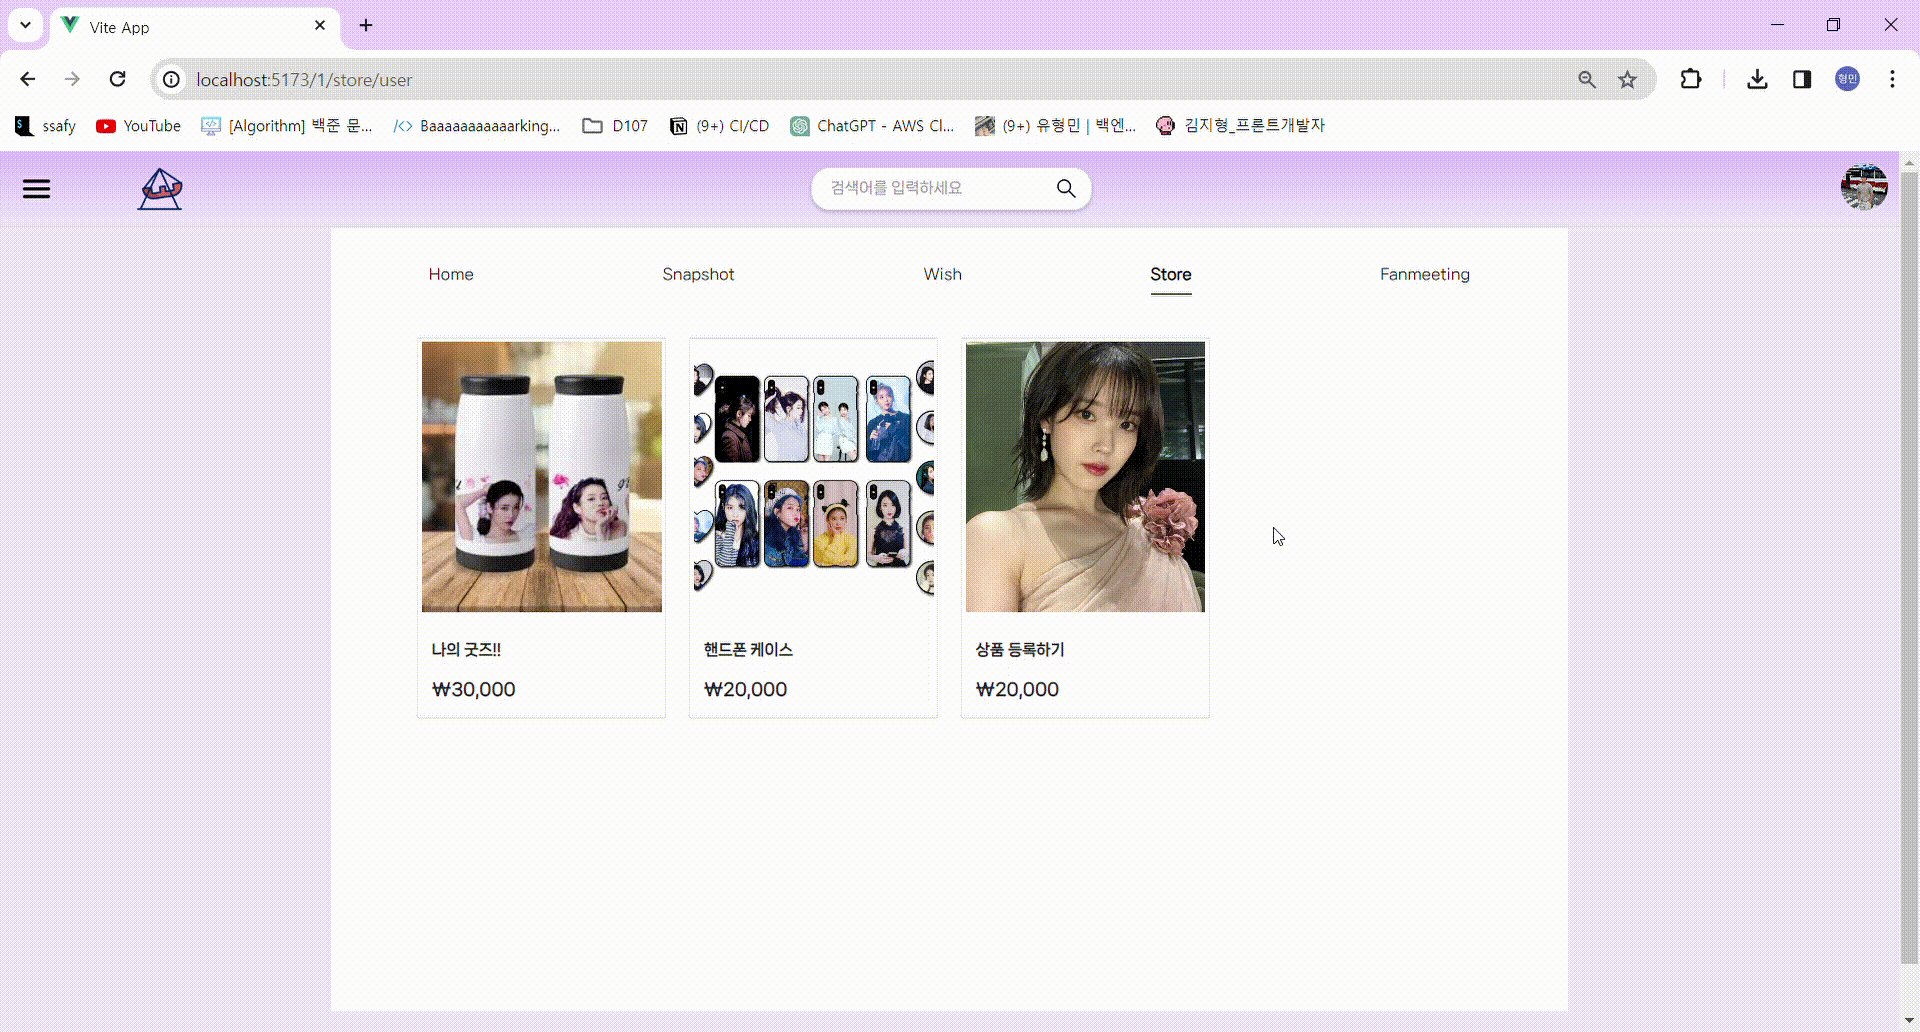 Vite App
localhost:5173/1/store/user
ssafy YouTube [Algorithm] 백준 문... Baaaaaaaaaaarking... D107 (9+) CI/CD ChatGPT - AWS Cl... (9+) 유형민 | 백엔... 김지형_프론트개발자
형민
검색어를 입력하세요
Home Snapshot Wish Store Fanmeeting
나의 굿즈!! 핸드폰 케이스 상품 등록하기
₩30,000 ₩20,000 ₩20,000